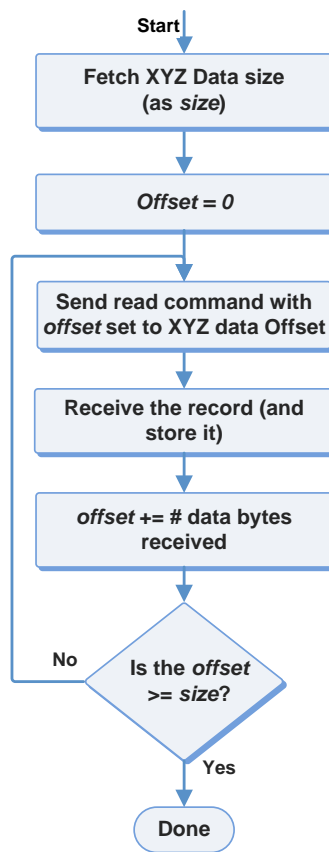 Start
Fetch XYZ Data size
(as size)
Offset = 0
Send read command with
offset set to XYZ data Offset
Receive the record (and
store it)
offset += # data bytes
received
Is the offset
>= size?
No
Yes
Done